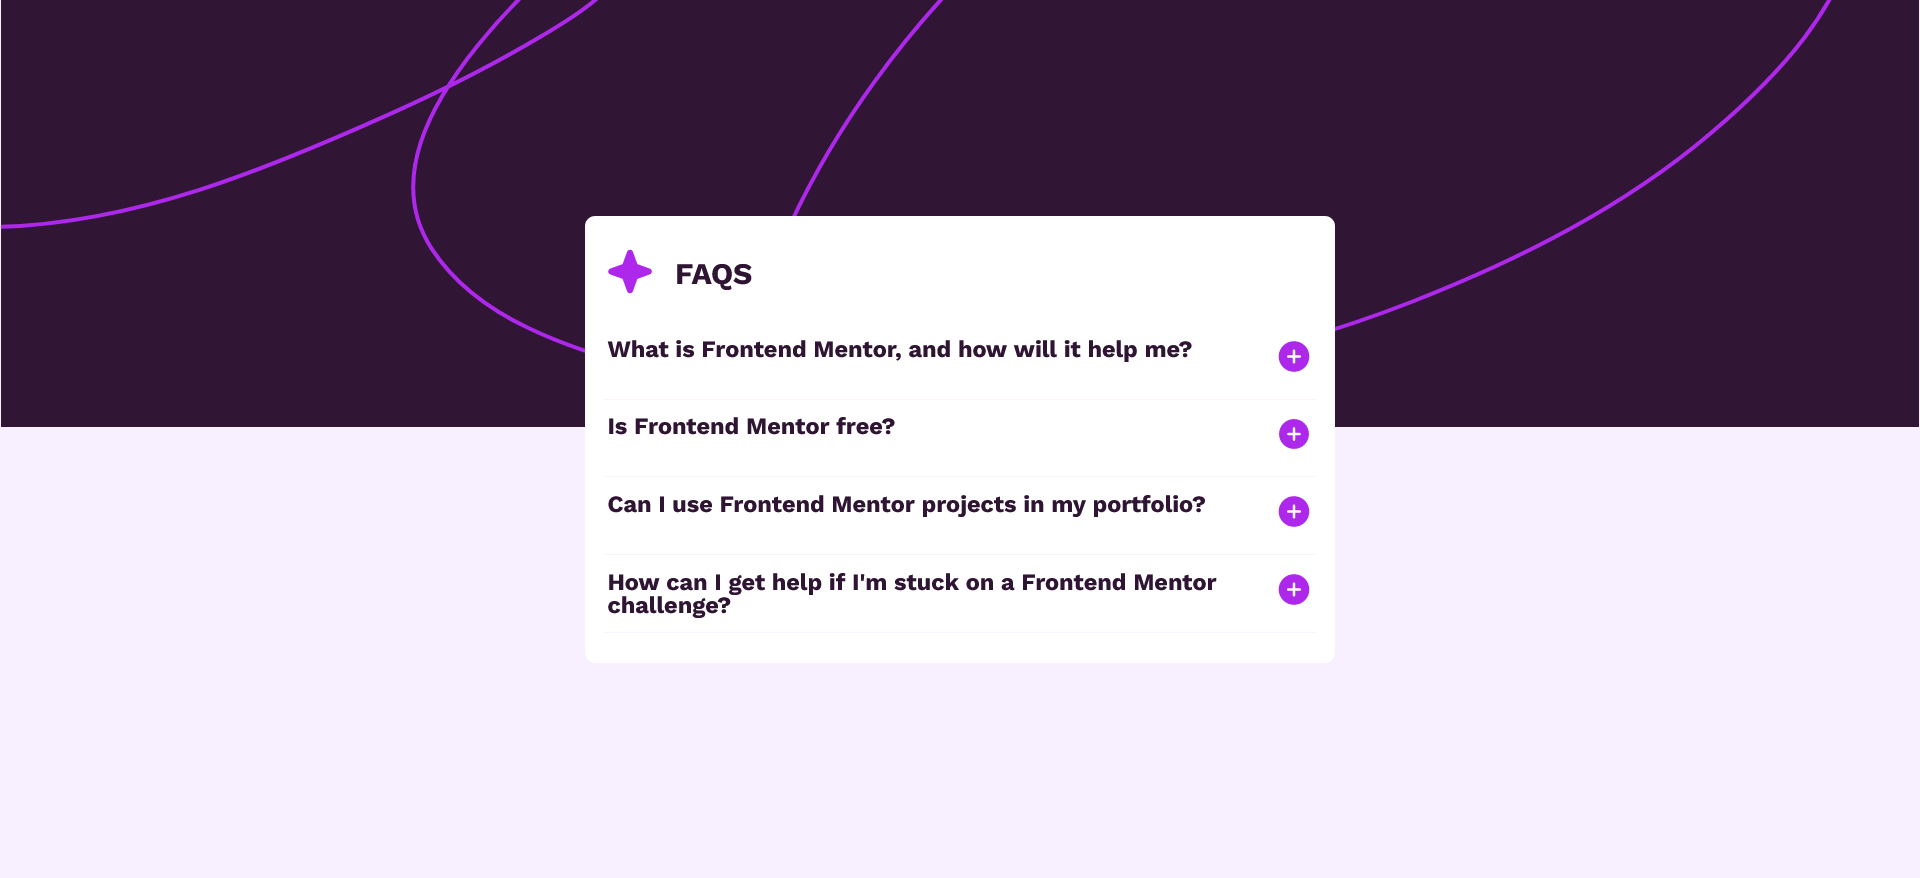 FAQS
What is Frontend Mentor, and how will it help me?
Is Frontend Mentor free?
Can I use Frontend Mentor projects in my portfolio?
How can I get help if I'm stuck on a Frontend Mentor
challenge?